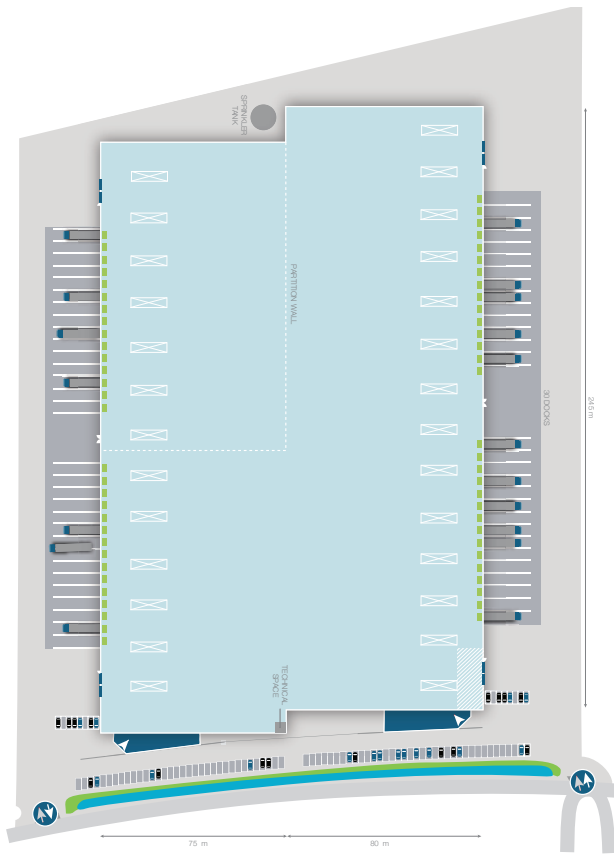 SPRINKLER
TANK
PARTITION WALL
30 DOCKS
245 m
TECHNICAL
SPACE
75 m
80 m